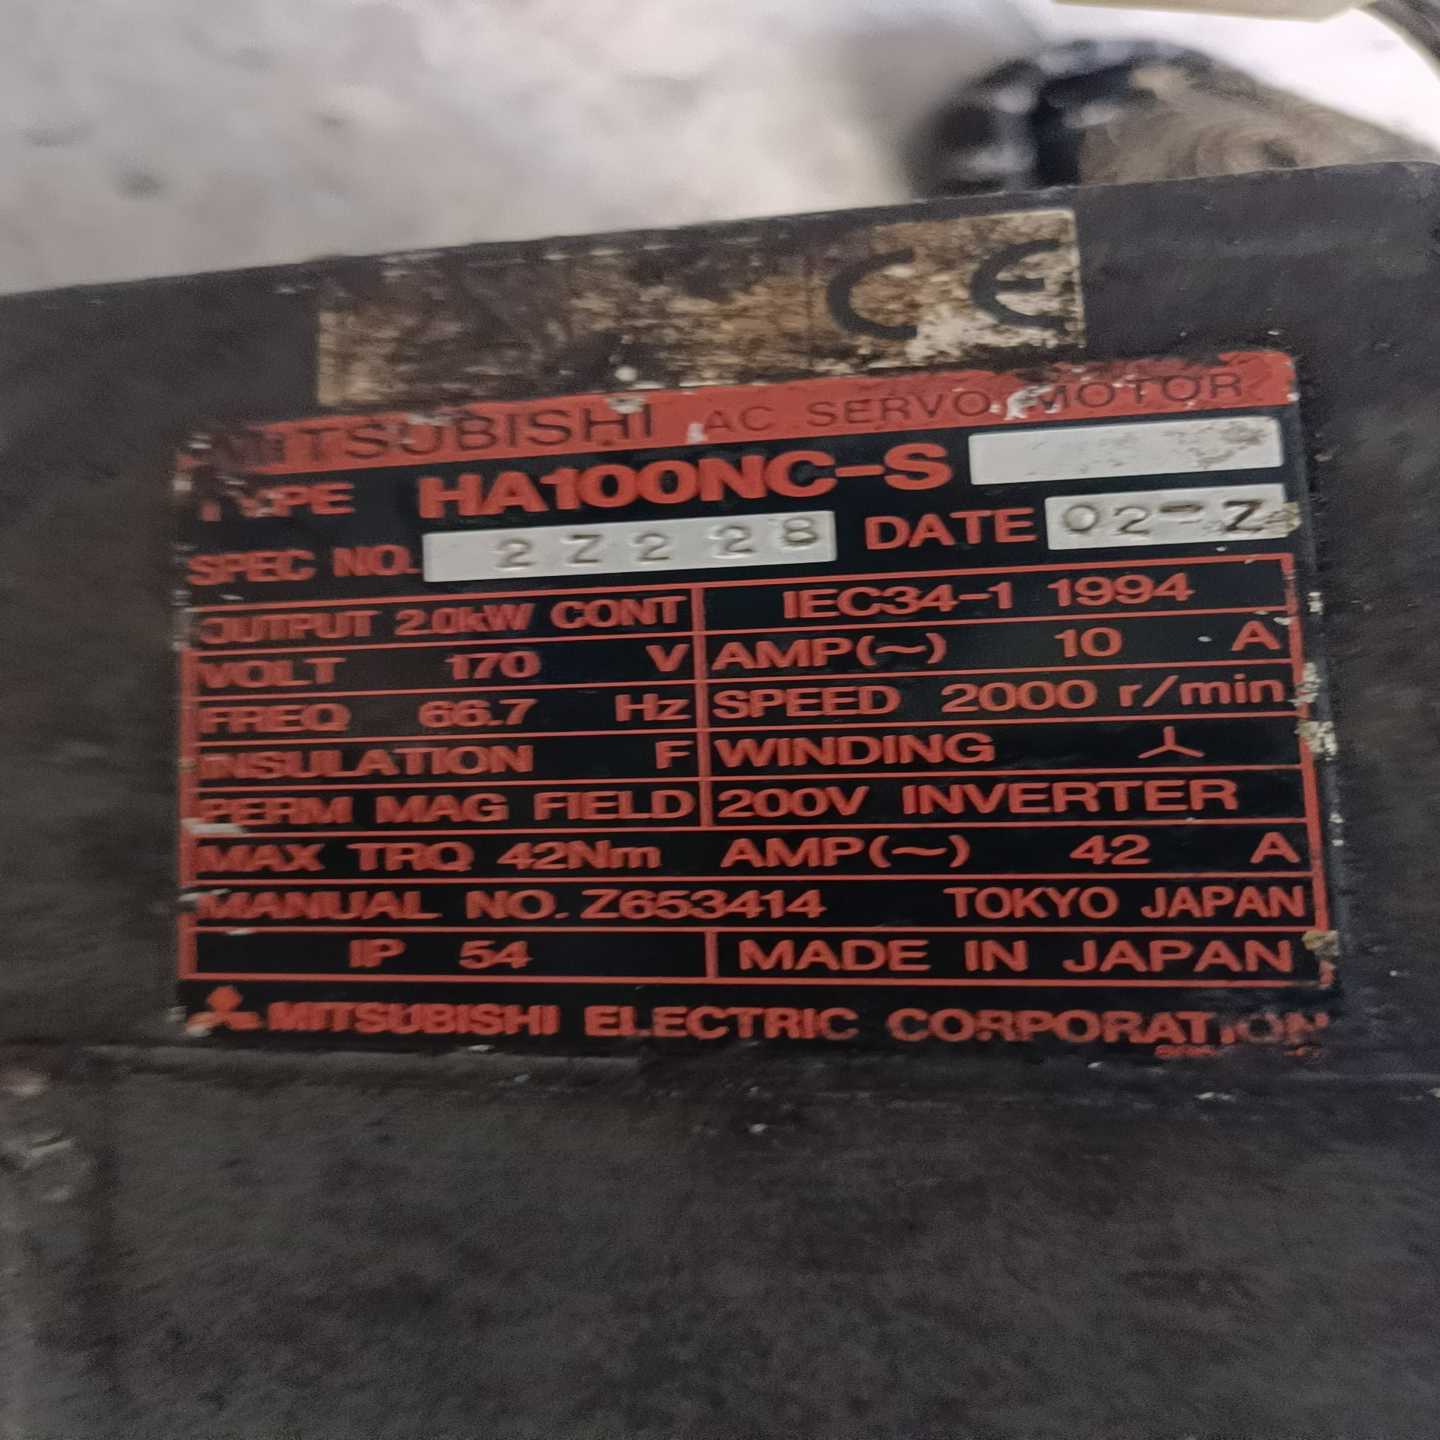 CE
MITSUBISHI AC SERVO MOTOR
TYPE HA100NC-S
SPEC NO. 2Z228 DATE 02-Z
OUTPUT 2.0kW CONT IEC34-1 1994
VOLT 170 V AMP(~) 10 A
FREQ 66.7 Hz SPEED 2000 r/min
INSULATION F WINDING
PERM MAG FIELD 200V INVERTER
MAX TRQ 42Nm AMP(~) 42 A
MANUAL NO. Z653414 TOKYO JAPAN
IP 54 MADE IN JAPAN
MITSUBISHI ELECTRIC CORPORATION